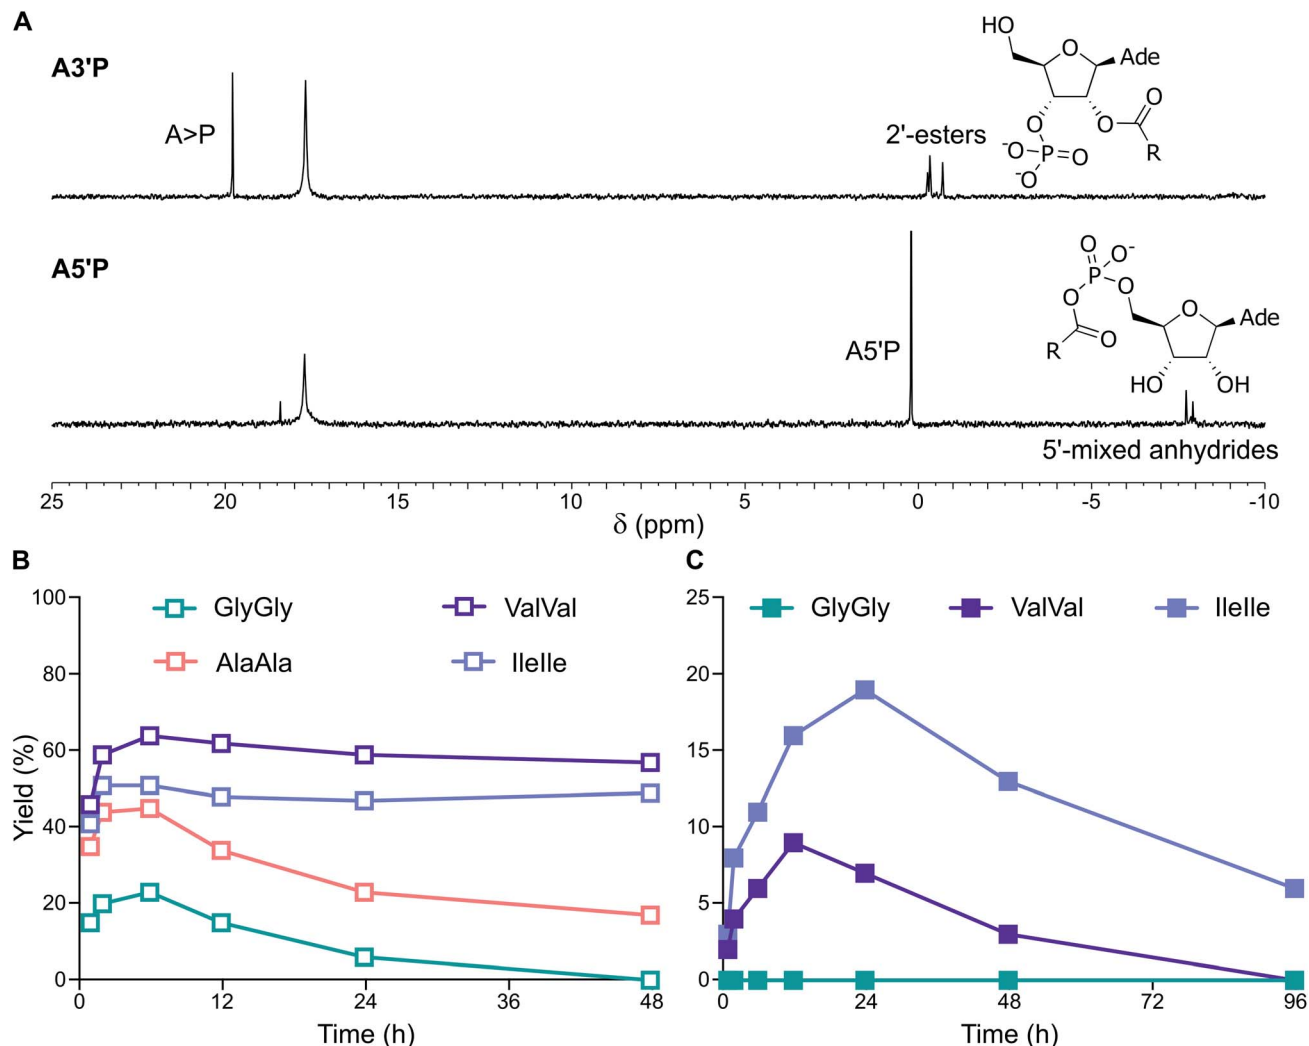 A
A3'P
A>P
2'-esters
HO
O
Ade
O
O
O
R
-O
P
O
-O
A5'P
A5'P
O
O-
P
O
O
O
R
O
Ade
HO
OH
5'-mixed anhydrides
25 20 15 10 5 0 -5 -10
δ (ppm)
B
GlyGly ValVal
AlaAla IleIle
Yield (%)
100
80
60
40
20
0
0 12 24 36 48
Time (h)
C
GlyGly ValVal IleIle
25
20
15
10
5
0
0 24 48 72 96
Time (h)